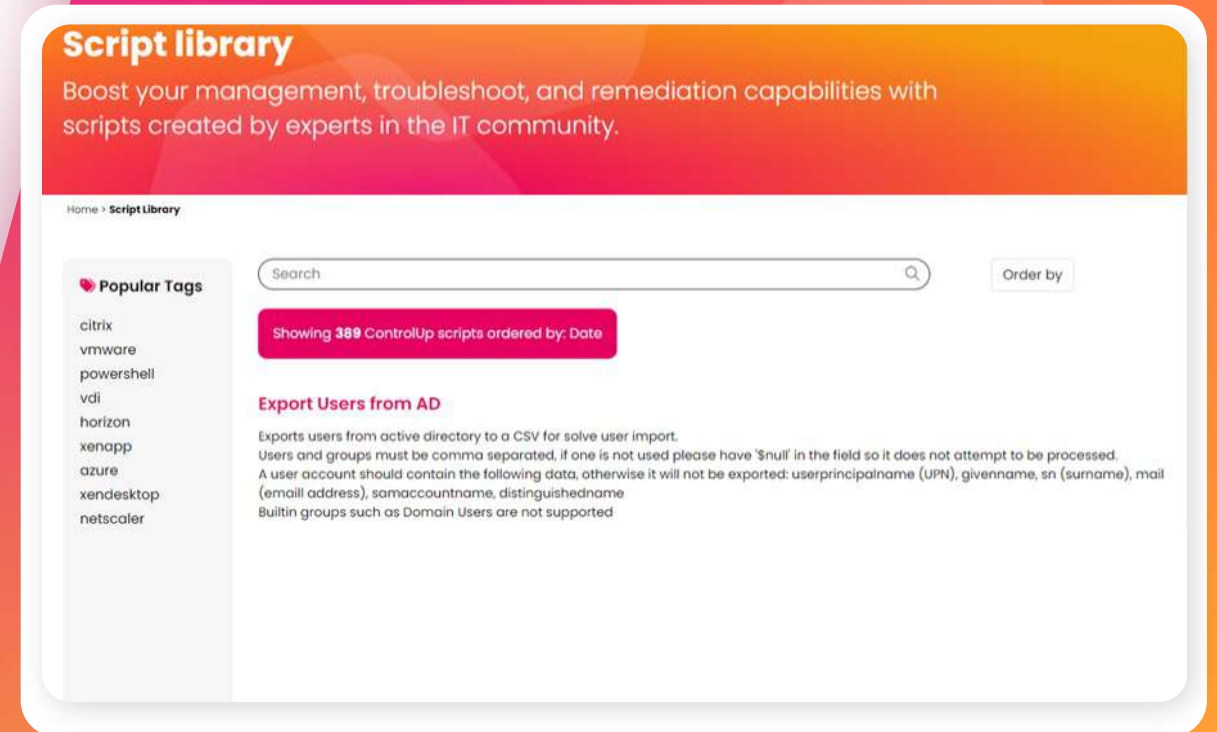 Script library
Boost your management, troubleshoot, and remediation capabilities with
scripts created by experts in the IT community.
Home > Script Library
Popular Tags
citrix
vmware
powershell
vdi
horizon
xenapp
azure
xendesktop
netscaler
Search
Order by
Showing 389 ControlUp scripts ordered by: Date
Export Users from AD
Exports users from active directory to a CSV for solve user import.
Users and groups must be comma separated, if one is not used please have '$null' in the field so it does not attempt to be processed.
A user account should contain the following data, otherwise it will not be exported: userprincipalname (UPN), givenname, sn (surname), mail
(emaill address), samaccountname, distinguishedname
Builtin groups such as Domain Users are not supported